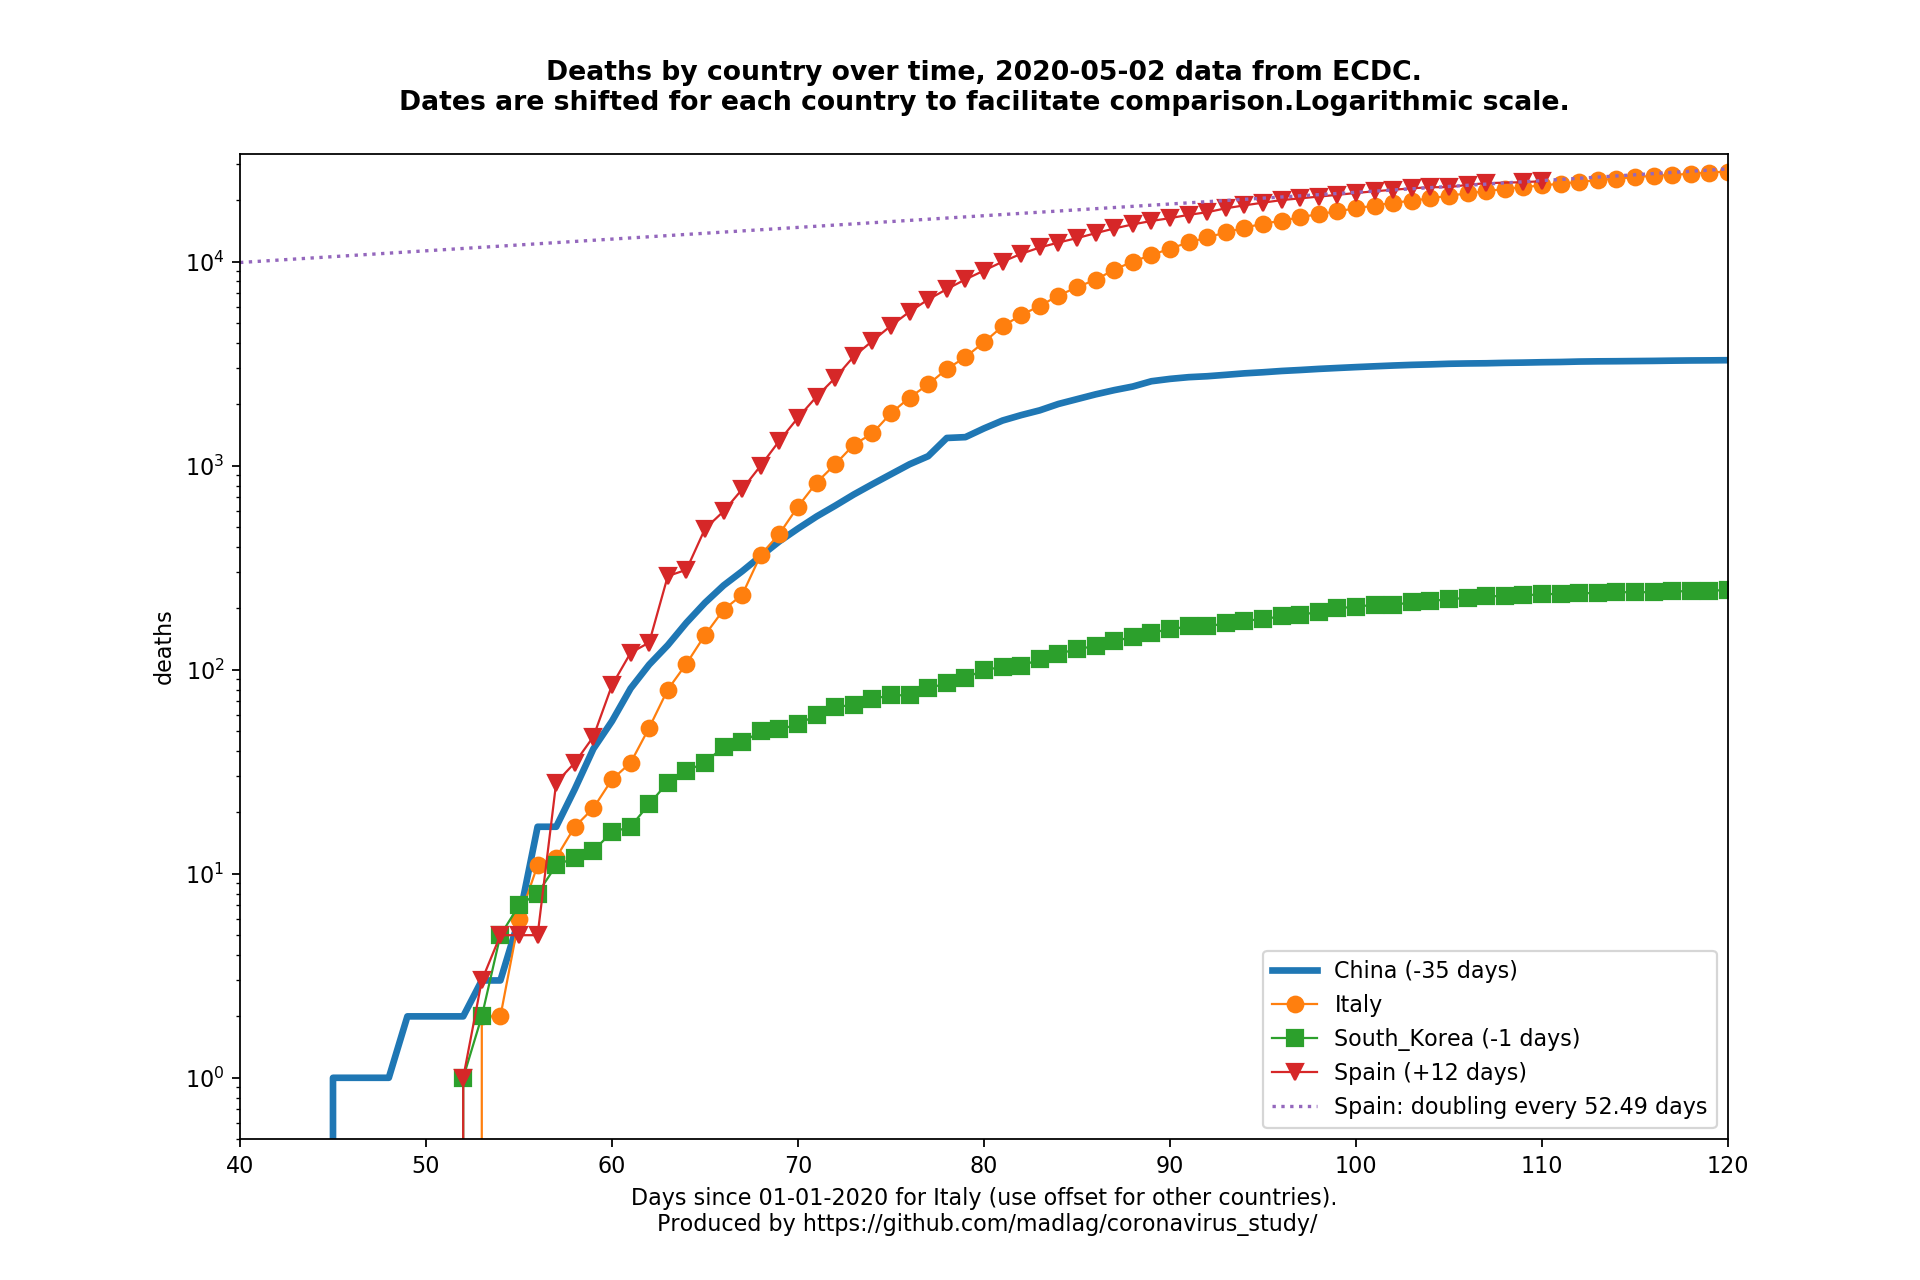 Deaths by country over time, 2020-05-02 data from ECDC.
Dates are shifted for each country to facilitate comparison.Logarithmic scale.
deaths
10^4
10^3
10^2
10^1
10^0
40 50 60 70 80 90 100 110 120
China (-35 days)
Italy
South_Korea (-1 days)
Spain (+12 days)
Spain: doubling every 52.49 days
Days since 01-01-2020 for Italy (use offset for other countries).
Produced by https://github.com/madlag/coronavirus_study/